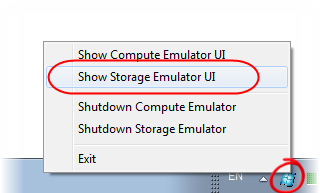 Show Compute Emulator UI
Show Storage Emulator UI
Shutdown Compute Emulator
Shutdown Storage Emulator
Exit
EN